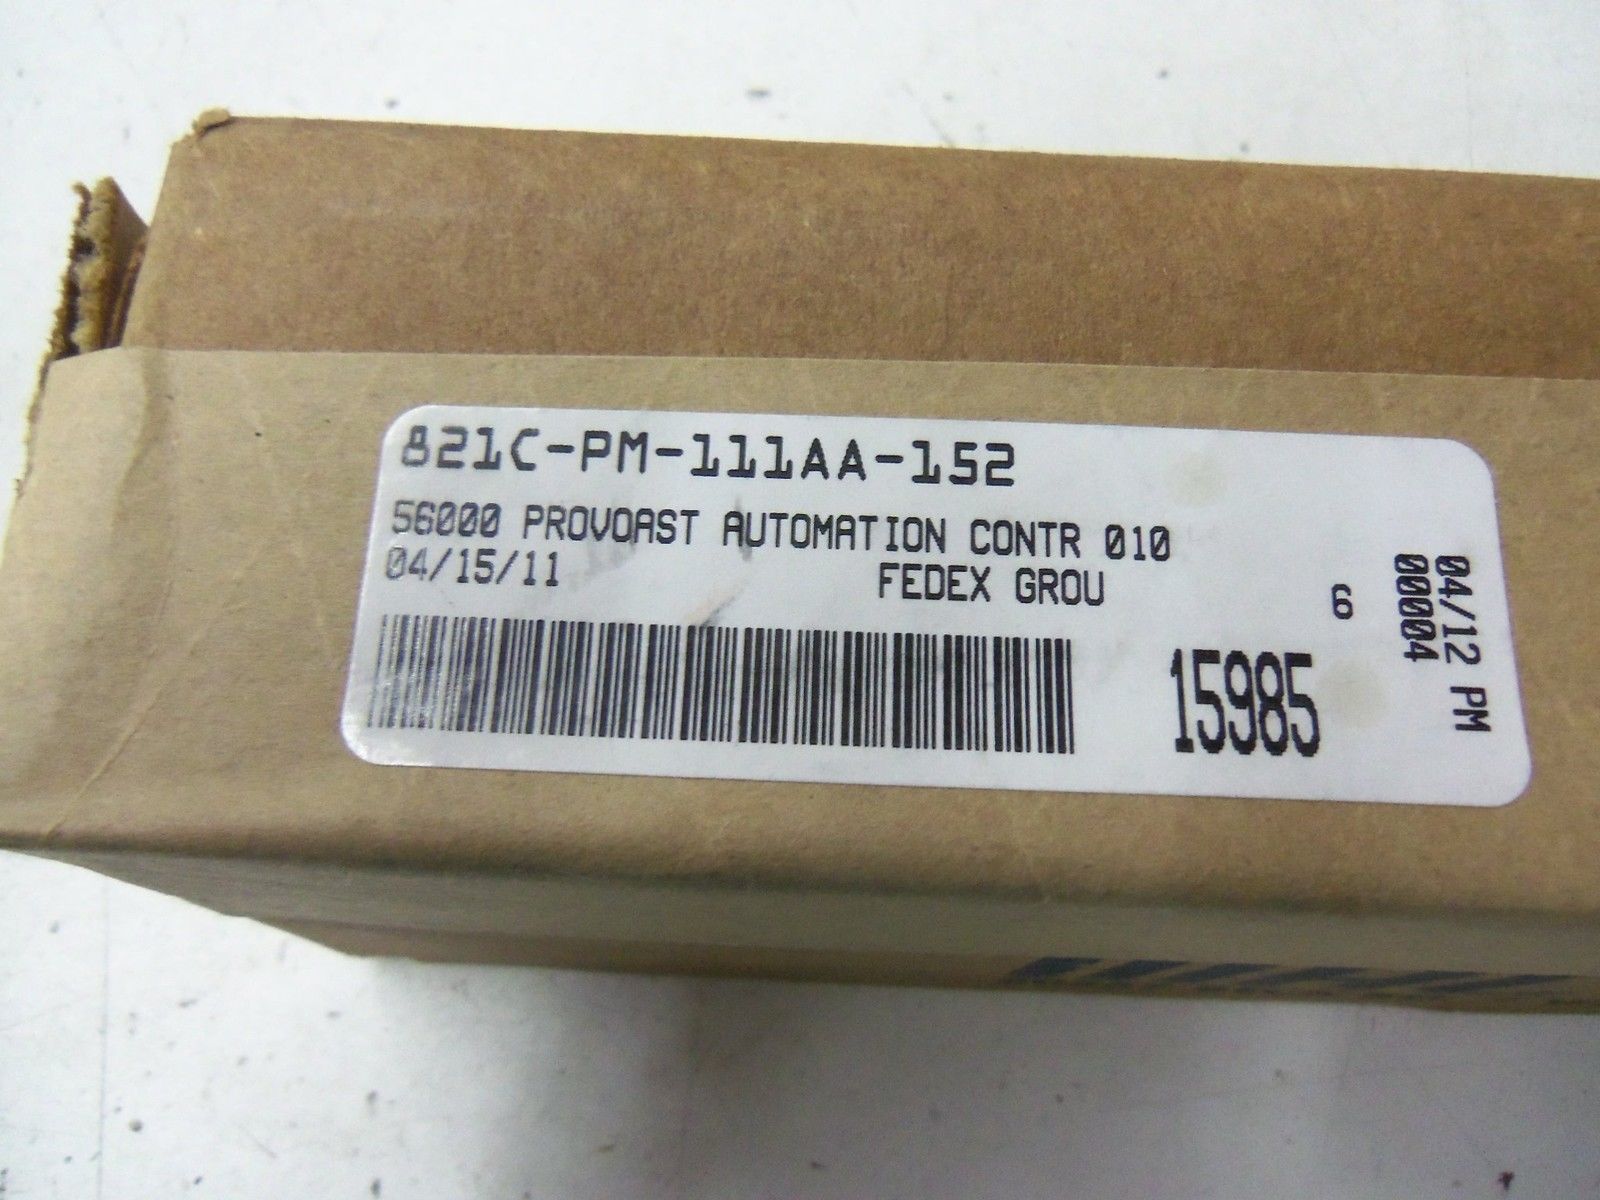 821C-PM-111AA-152
56000 PROVOAST AUTOMATION CONTR 010
04/15/11 FEDEX GROU 6
15985
04/12 PM
00004